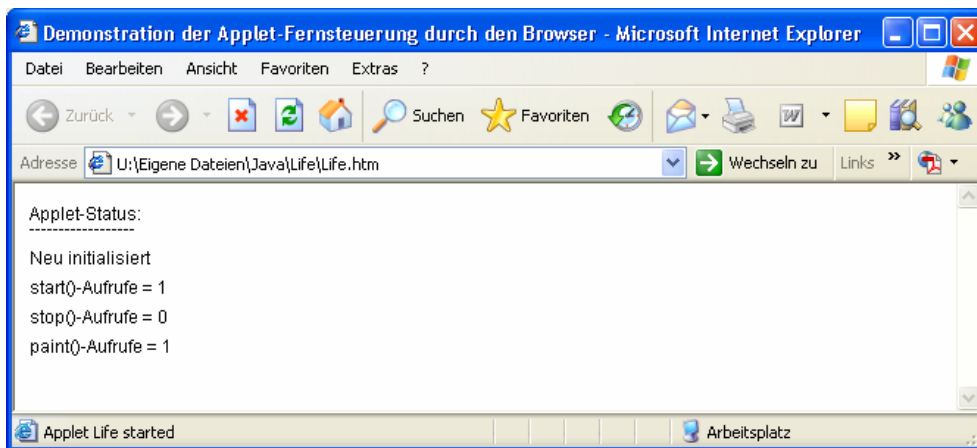 Demonstration der Applet-Fernsteuerung durch den Browser - Microsoft Internet Explorer
Datei Bearbeiten Ansicht Favoriten Extras ?
Zurück Suchen Favoriten W
Adresse U:\Eigene Dateien\Java\Life\Life.htm Wechseln zu Links »
Applet-Status:
------------------
Neu initialisiert
start()-Aufrufe = 1
stop()-Aufrufe = 0
paint()-Aufrufe = 1
Applet Life started Arbeitsplatz